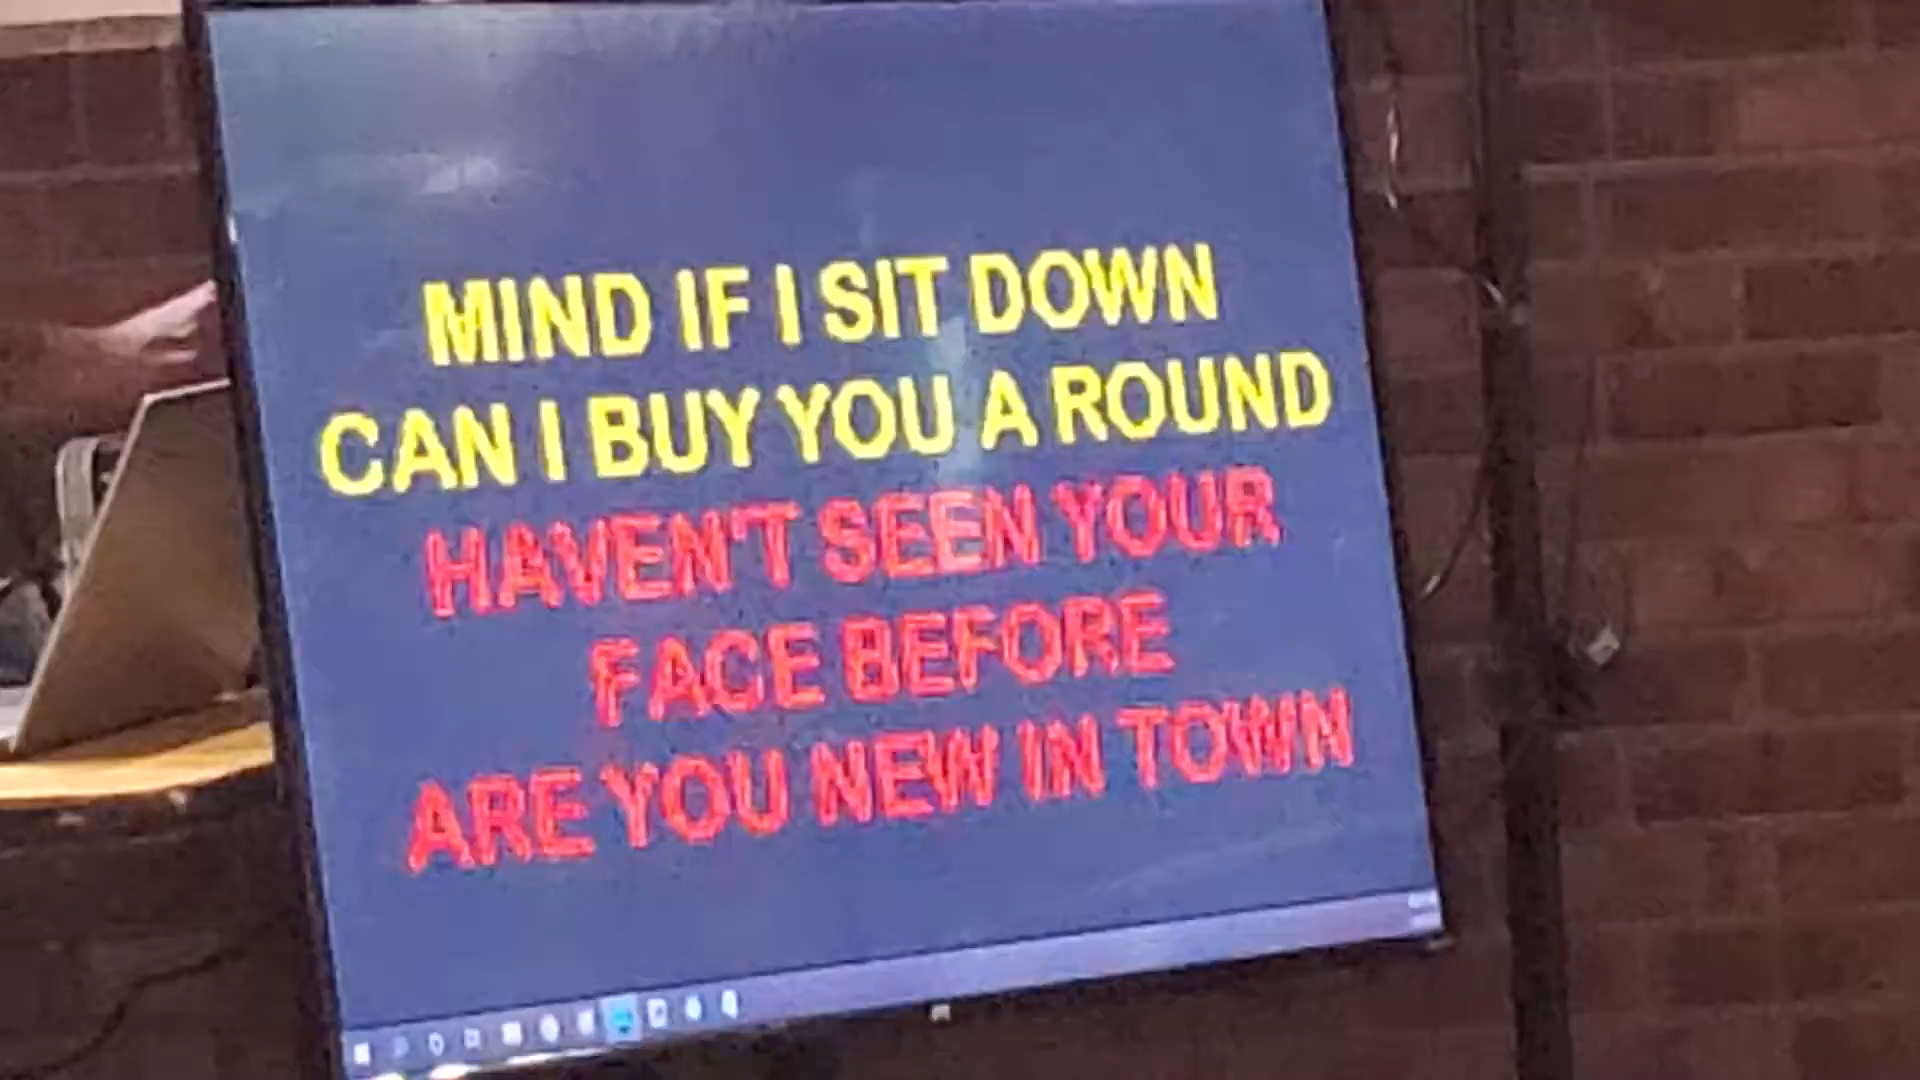 MIND IF I SIT DOWN
CAN I BUY YOU A ROUND
HAVEN'T SEEN YOUR
FACE BEFORE
ARE YOU NEW IN TOWN